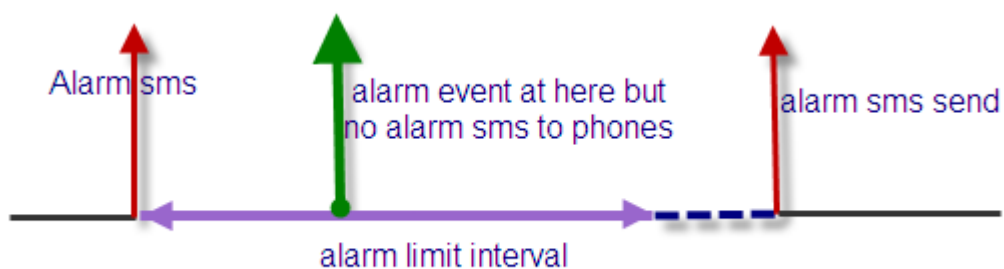 Alarm sms
alarm event at here but
no alarm sms to phones
alarm sms send
alarm limit interval